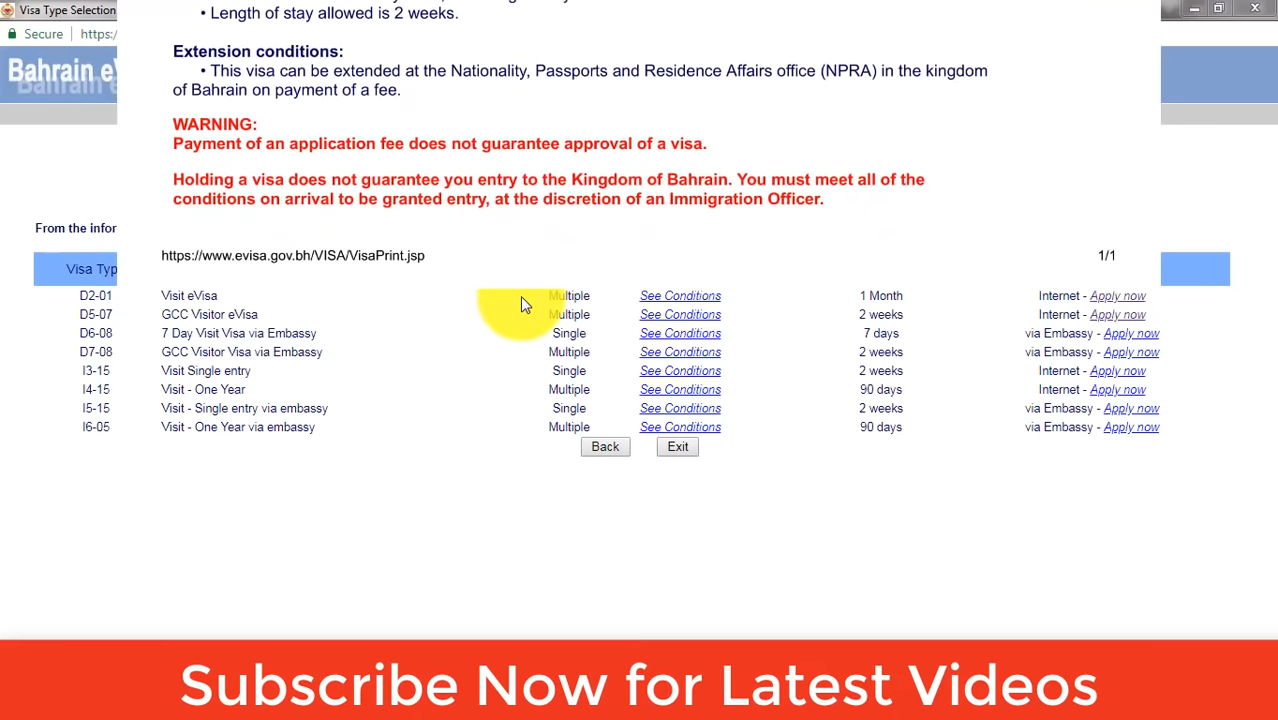 Visa Type Selection
• Length of stay allowed is 2 weeks.
Secure https:/
Extension conditions:
Bahrain eV
• This visa can be extended at the Nationality, Passports and Residence Affairs office (NPRA) in the kingdom
of Bahrain on payment of a fee.
WARNING:
Payment of an application fee does not guarantee approval of a visa.
Holding a visa does not guarantee you entry to the Kingdom of Bahrain. You must meet all of the
conditions on arrival to be granted entry, at the discretion of an Immigration Officer.
From the infor
https://www.evisa.gov.bh/VISA/VisaPrint.jsp 1/1
Visa Typ
D2-01 Visit eVisa Multiple See Conditions 1 Month Internet - Apply now
D5-07 GCC Visitor eVisa Multiple See Conditions 2 weeks Internet - Apply now
D6-08 7 Day Visit Visa via Embassy Single See Conditions 7 days via Embassy - Apply now
D7-08 GCC Visitor Visa via Embassy Multiple See Conditions 2 weeks via Embassy - Apply now
I3-15 Visit Single entry Single See Conditions 2 weeks Internet - Apply now
I4-15 Visit - One Year Multiple See Conditions 90 days Internet - Apply now
I5-15 Visit - Single entry via embassy Single See Conditions 2 weeks via Embassy - Apply now
I6-05 Visit - One Year via embassy Multiple See Conditions 90 days via Embassy - Apply now
Back Exit
Subscribe Now for Latest Videos